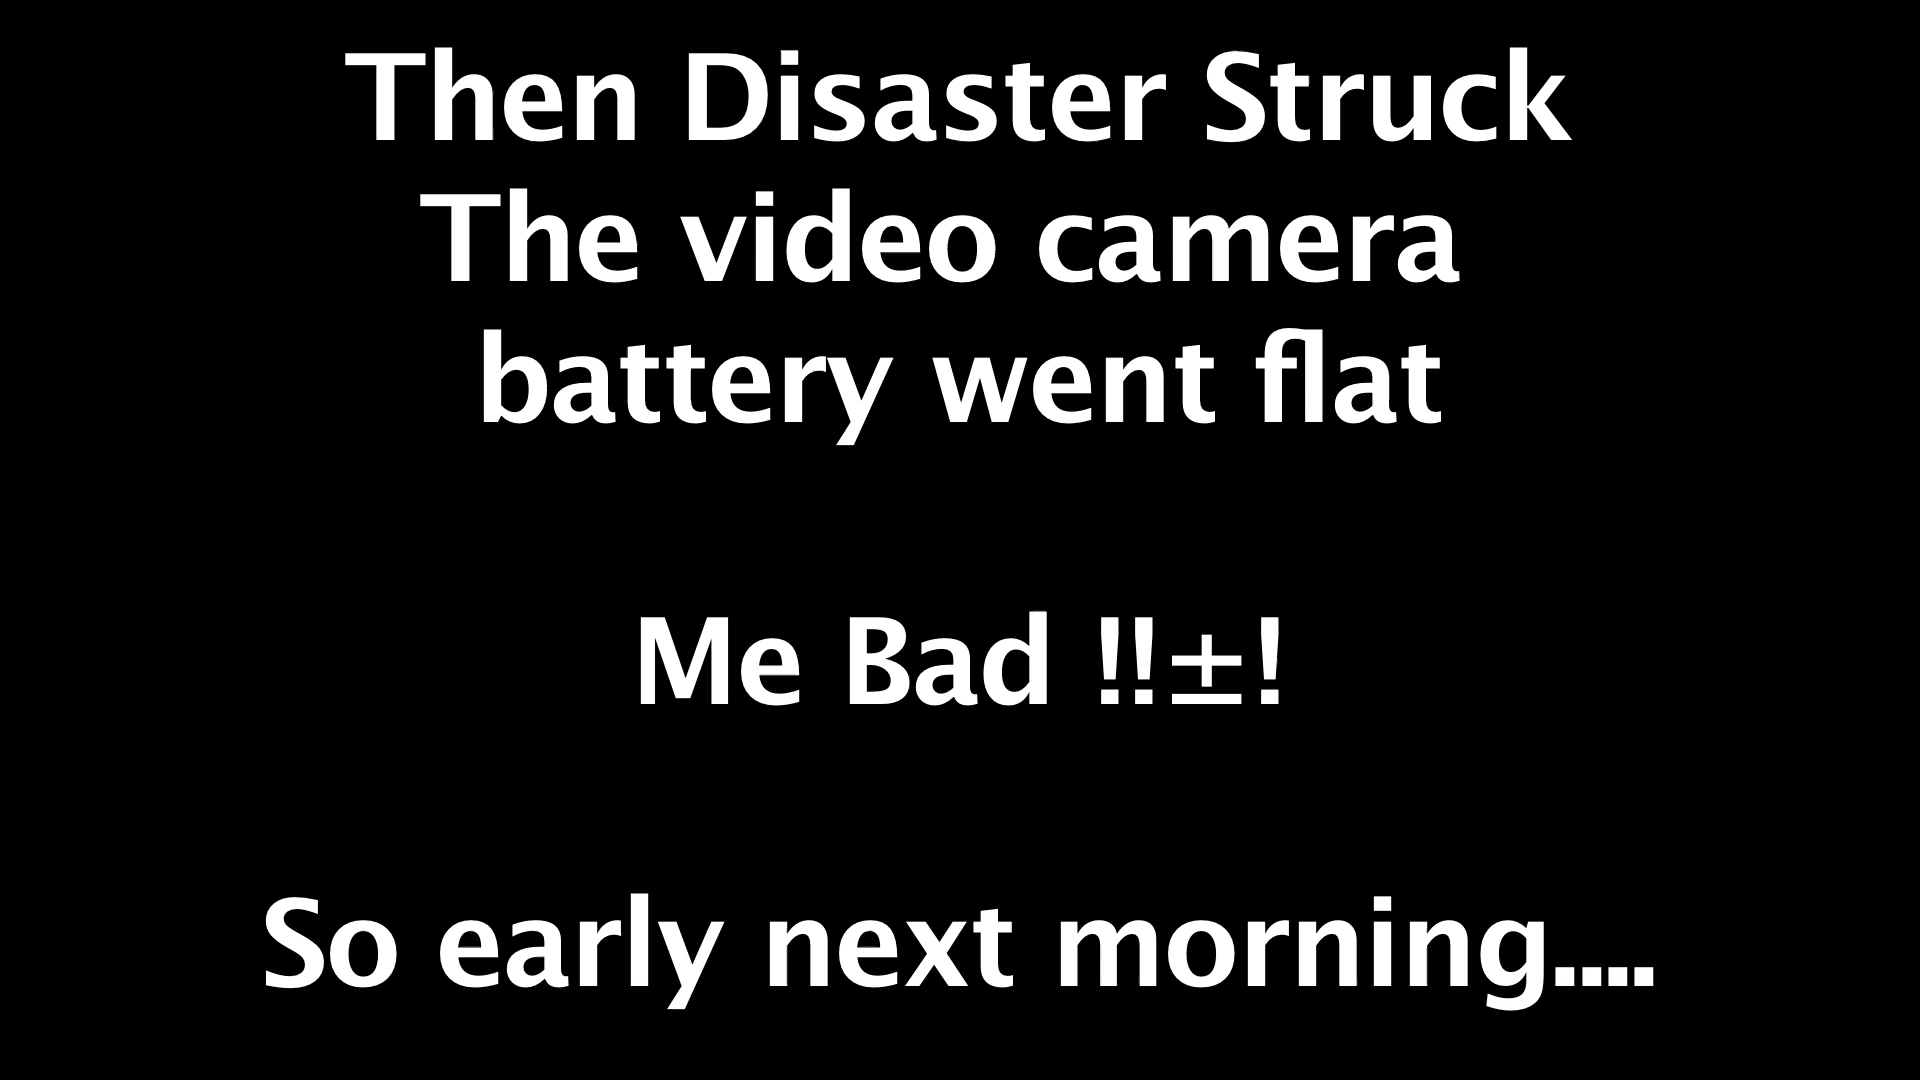 Then Disaster Struck
The video camera
battery went flat
Me Bad !!±!
So early next morning....